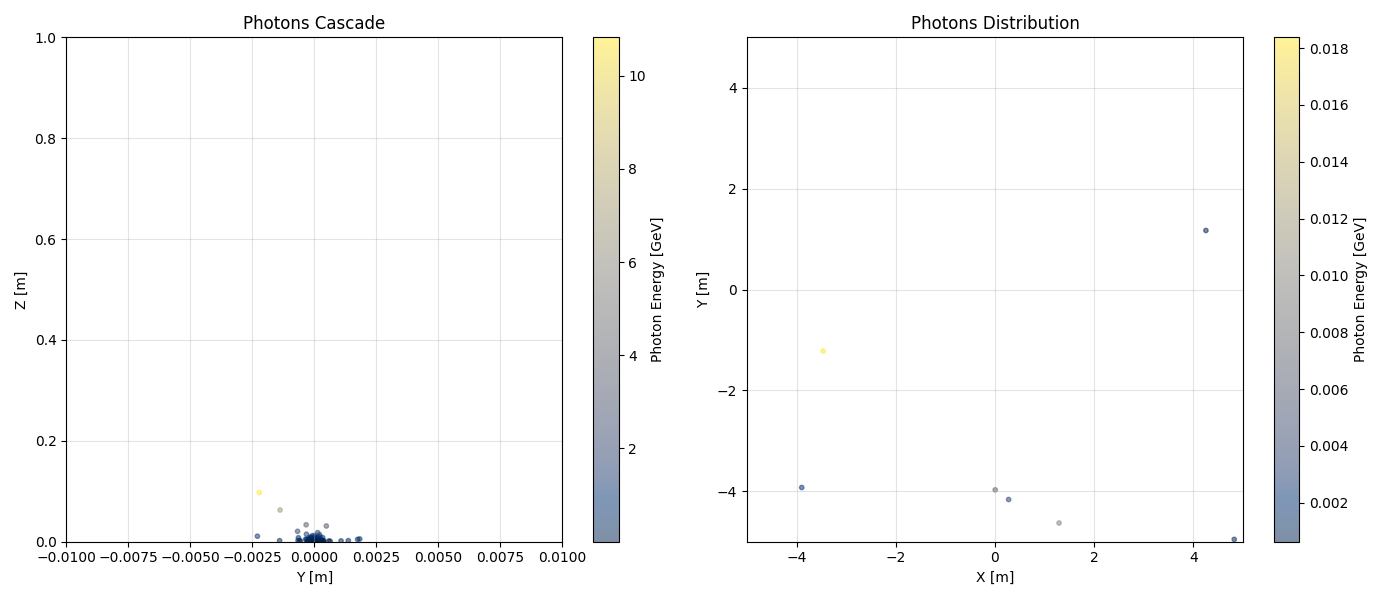 Photons Cascade
1.0
0.8
0.6
0.4
0.2
0.0
Z [m]
−0.0100 −0.0075 −0.0050 −0.0025 0.0000 0.0025 0.0050 0.0075 0.0100
Y [m]
10
8
6
4
2
Photon Energy [GeV]
Photons Distribution
4
2
0
−2
−4
Y [m]
−4 −2 0 2 4
X [m]
0.018
0.016
0.014
0.012
0.010
0.008
0.006
0.004
0.002
Photon Energy [GeV]